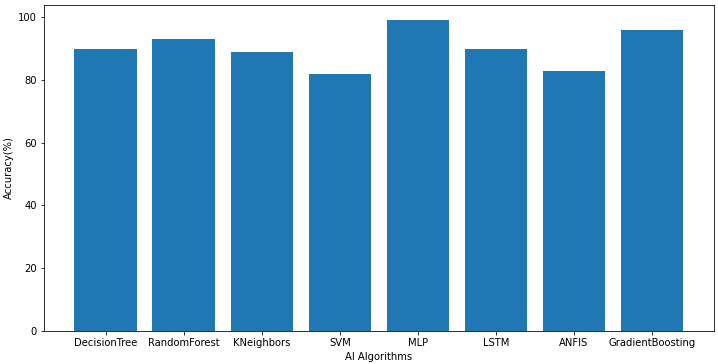 100
80
60
40
20
0
Accuracy(%)
DecisionTree RandomForest KNeighbors SVM MLP LSTM ANFIS GradientBoosting
AI Algorithms